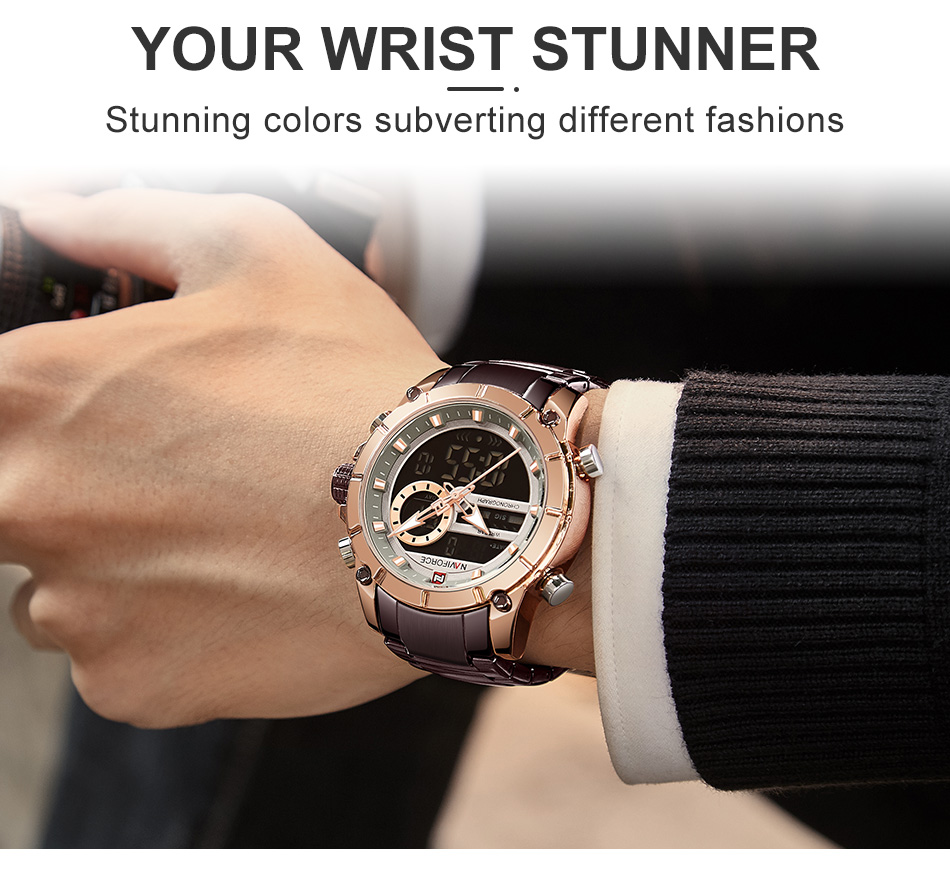 YOUR WRIST STUNNER
Stunning colors subverting different fashions
NAVIFORCE
CHRONOGRAPH